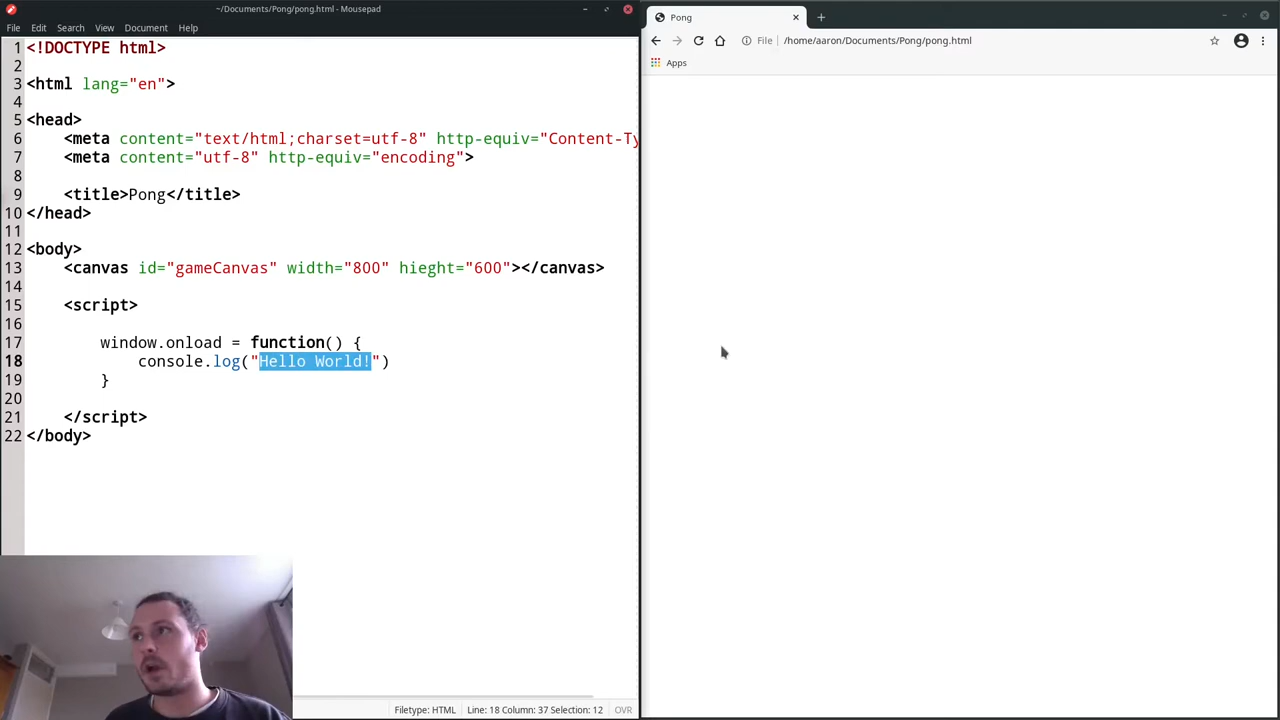 ~/Documents/Pong/pong.html - Mousepad
File Edit Search View Document Help
1 <!DOCTYPE html>
2
3 <html lang="en">
4
5 <head>
6 <meta content="text/html;charset=utf-8" http-equiv="Content-Ty
7 <meta content="utf-8" http-equiv="encoding">
8
9 <title>Pong</title>
10 </head>
11
12 <body>
13 <canvas id="gameCanvas" width="800" hieght="600"></canvas>
14
15 <script>
16
17 window.onload = function() {
18 console.log("Hello World!")
19 }
20
21 </script>
22 </body>
Filetype: HTML Line: 18 Column: 37 Selection: 12 OVR
Pong
File /home/aaron/Documents/Pong/pong.html
Apps